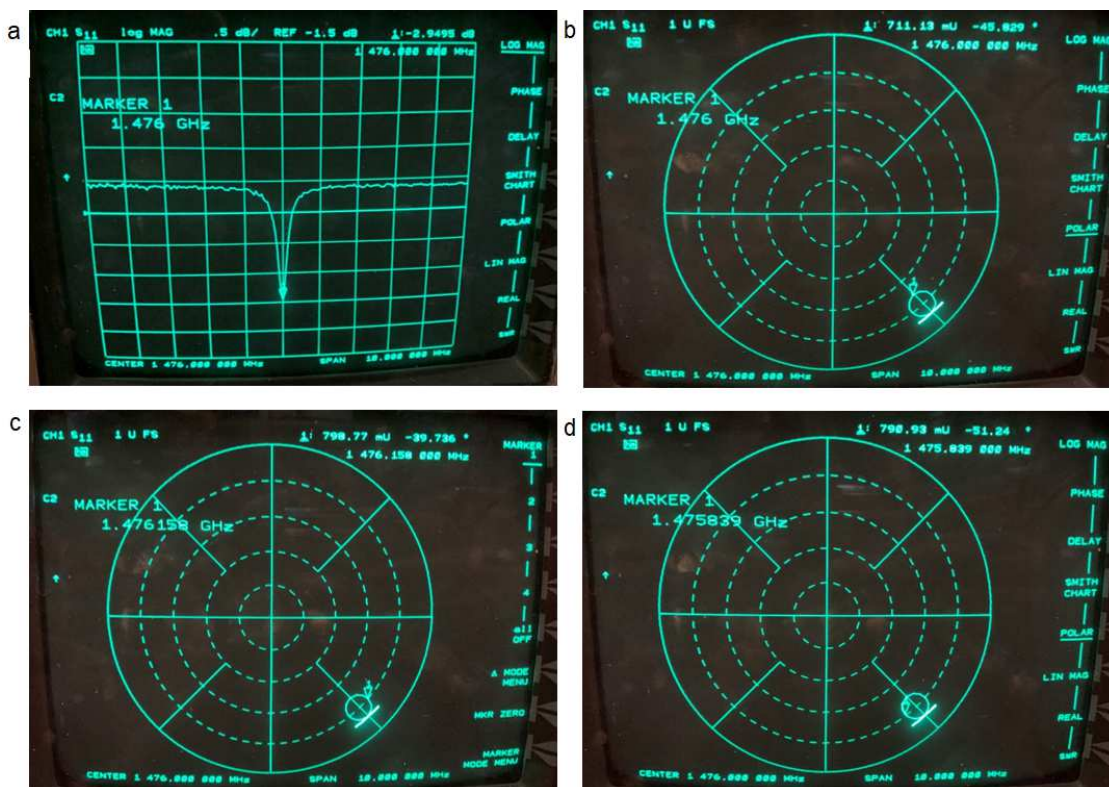 a
CH1 S11 log MAG .5 dB/ REF -1.5 dB 1: -2.9495 dB
1 476.000 000 MHz
C2
MARKER 1
1.476 GHz
LOG MAG
PHASE
DELAY
SMITH CHART
POLAR
LIN MAG
REAL
SWR
CENTER 1 476.000 000 MHz SPAN 10.000 000 MHz
b
CH1 S11 1 U FS 1: 711.13 mU -45.829 °
1 476.000 000 MHz
C2
MARKER 1
1.476 GHz
LOG MAG
PHASE
DELAY
SMITH CHART
POLAR
LIN MAG
REAL
SWR
CENTER 1 476.000 000 MHz SPAN 10.000 000 MHz
c
CH1 S11 1 U FS 1: 798.77 mU -39.736 °
1 476.158 000 MHz
C2
MARKER 1
1.476158 GHz
MARKER
1
2
3
4
all
OFF
Δ MODE
MENU
MKR ZERO
MARKER
MODE MENU
CENTER 1 476.000 000 MHz SPAN 10.000 000 MHz
d
CH1 S11 1 U FS 1: 790.93 mU -51.24 °
1 475.839 000 MHz
C2
MARKER 1
1.475839 GHz
LOG MAG
PHASE
DELAY
SMITH CHART
POLAR
LIN MAG
REAL
SWR
CENTER 1 476.000 000 MHz SPAN 10.000 000 MHz